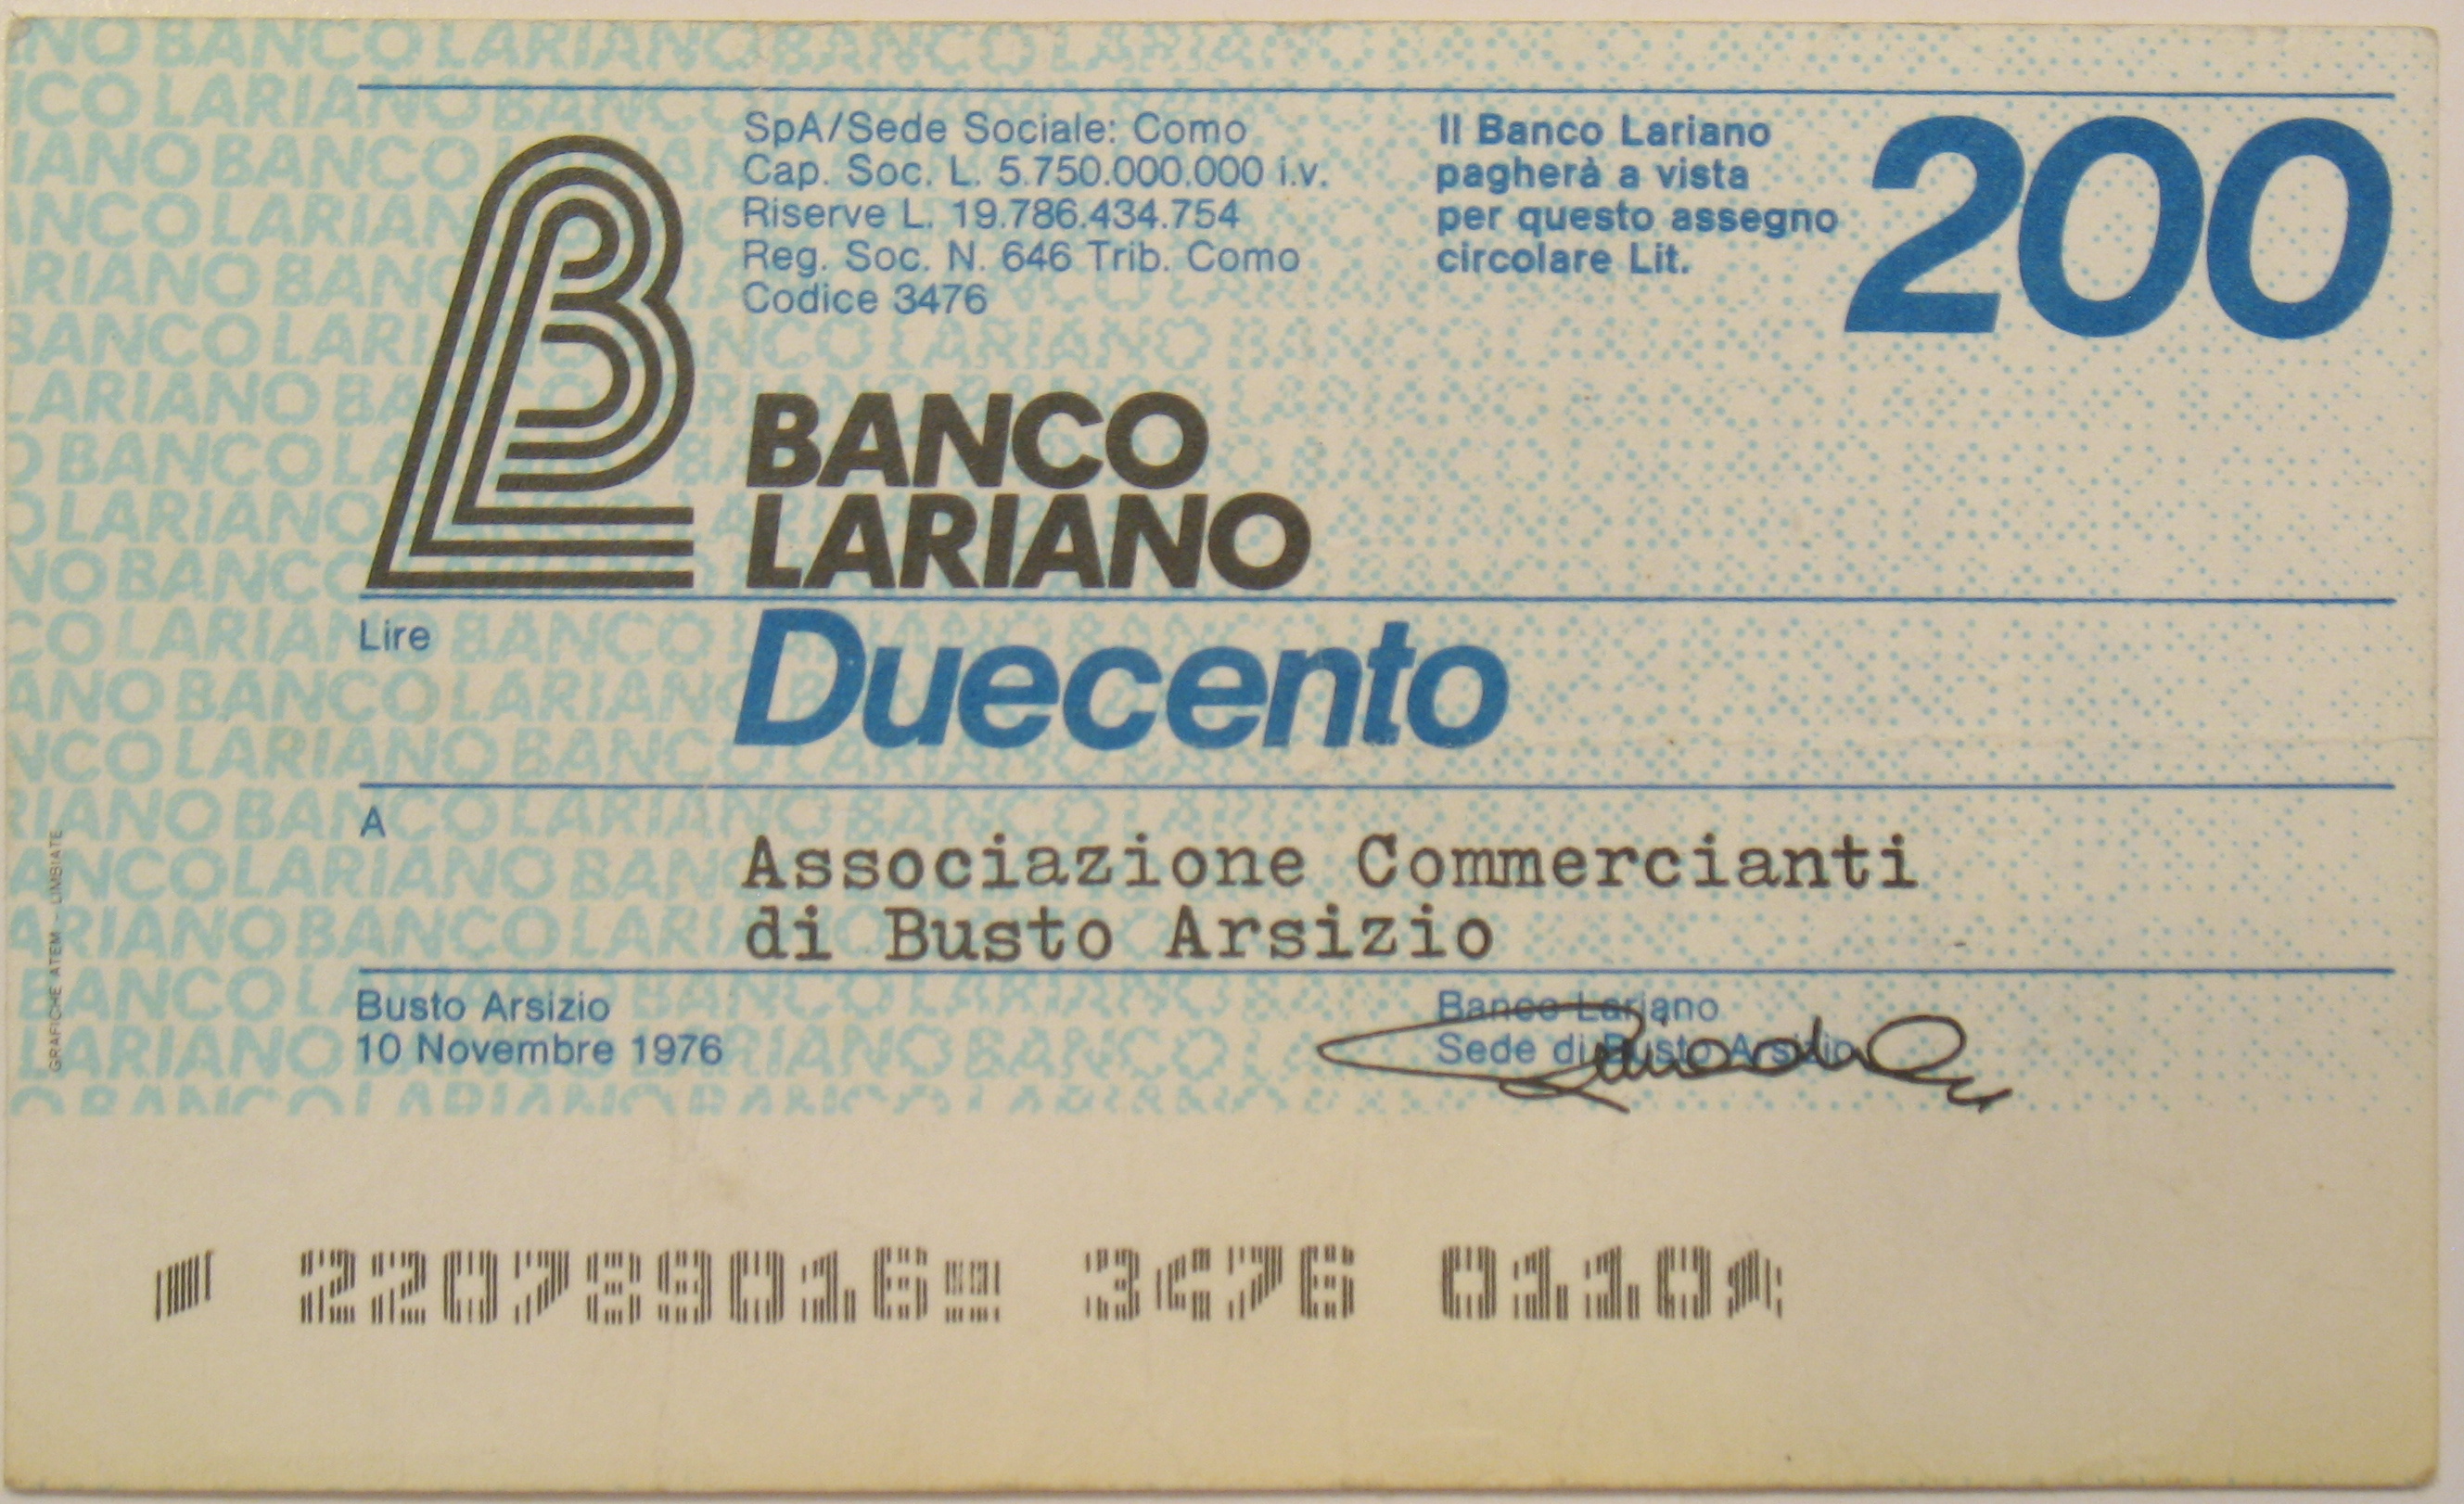 SpA/Sede Sociale: Como
Cap. Soc. L. 5.750.000.000 i.v.
Riserve L. 19.786.434.754
Reg. Soc. N. 646 Trib. Como
Codice 3476
Il Banco Lariano
pagherà a vista
per questo assegno
circolare Lit.
200
BANCO
LARIANO
Lire
Duecento
A
Associazione Commercianti
di Busto Arsizio
Busto Arsizio
10 Novembre 1976
Banco Lariano
Sede di Busto Arsizio
GRAFICHE ATEM - LIMBIATE
220789016 3476 0110